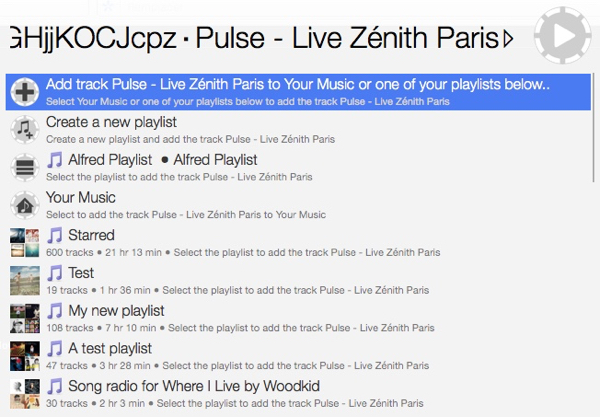 GHjjKOCJcpz · Pulse - Live Zénith Paris▹
Add track Pulse - Live Zénith Paris to Your Music or one of your playlists below..
Select Your Music or one of your playlists below to add the track Pulse - Live Zénith Paris
Create a new playlist
Create a new playlist and add the track Pulse - Live Zénith Paris
🎵 Alfred Playlist ● Alfred Playlist
Select the playlist to add the track Pulse - Live Zénith Paris
Your Music
Select to add the track Pulse - Live Zénith Paris to Your Music
🎵 Starred
600 tracks ● 21 hr 13 min ● Select the playlist to add the track Pulse - Live Zénith Paris
🎵 Test
19 tracks ● 1 hr 36 min ● Select the playlist to add the track Pulse - Live Zénith Paris
🎵 My new playlist
108 tracks ● 7 hr 10 min ● Select the playlist to add the track Pulse - Live Zénith Paris
🎵 A test playlist
47 tracks ● 3 hr 28 min ● Select the playlist to add the track Pulse - Live Zénith Paris
🎵 Song radio for Where I Live by Woodkid
30 tracks ● 2 hr 3 min ● Select the playlist to add the track Pulse - Live Zénith Paris